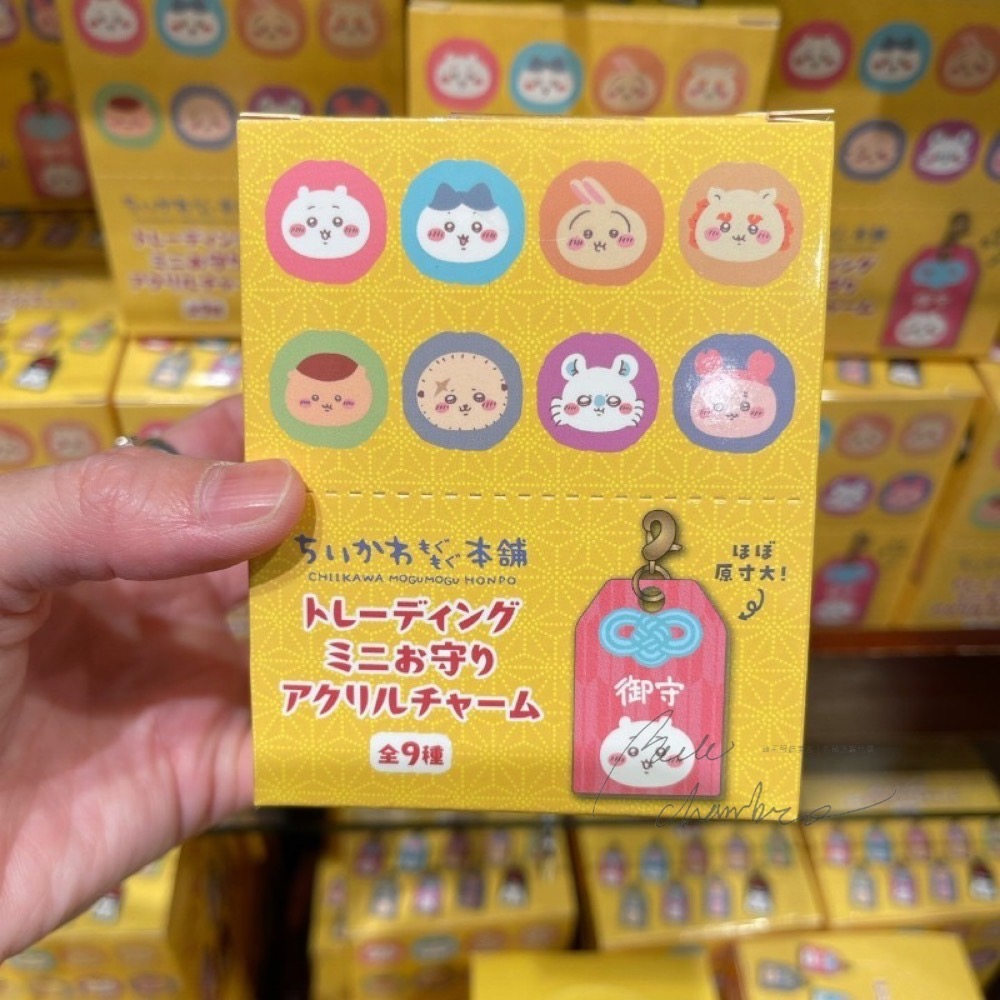 ちいかわもぐもぐ本舗
CHIIKAWA MOGUMOGU HONPO
トレーディング
ミニお守り
アクリルチャーム
全9種
ほぼ
原寸大!
御守